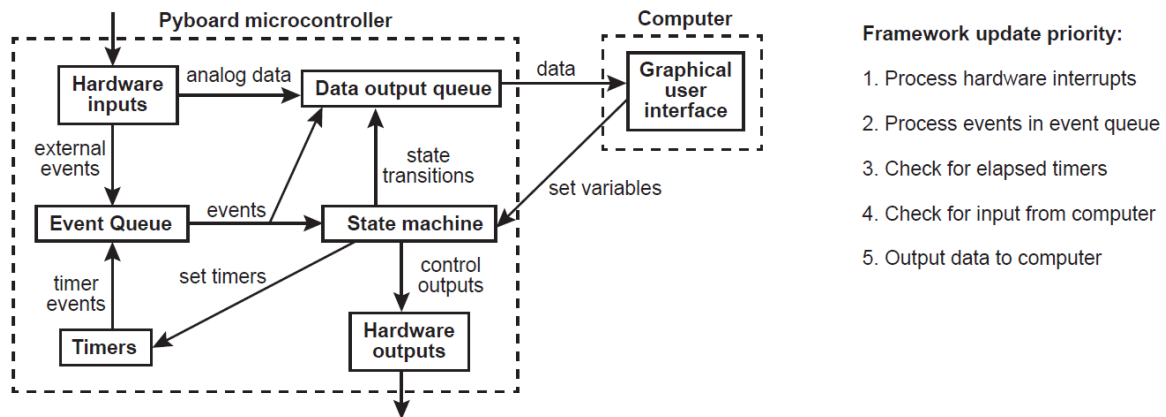 Pyboard microcontroller
Computer
Hardware
inputs
analog data
Data output queue
data
Graphical
user
interface
external
events
state
transitions
set variables
Event Queue
events
State machine
timer
events
set timers
control
outputs
Timers
Hardware
outputs
Framework update priority:
1. Process hardware interrupts
2. Process events in event queue
3. Check for elapsed timers
4. Check for input from computer
5. Output data to computer